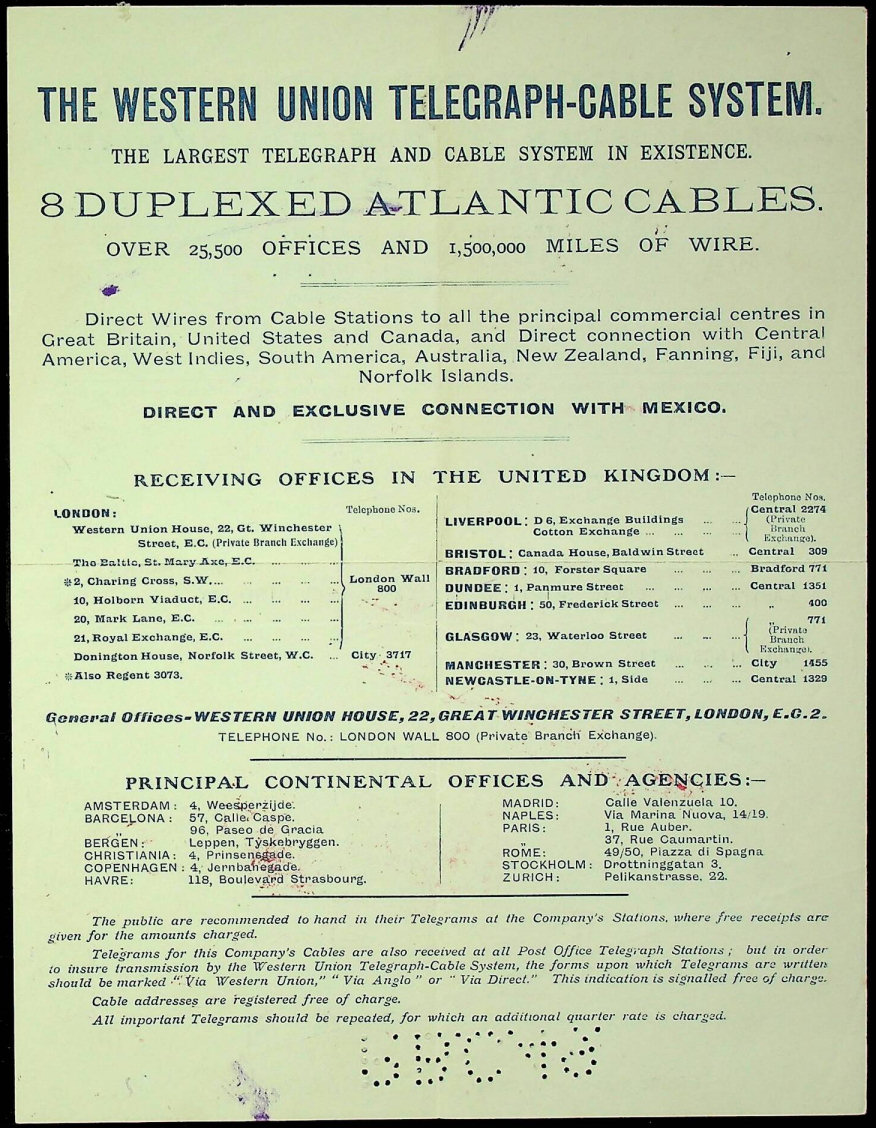 THE WESTERN UNION TELEGRAPH-CABLE SYSTEM.
THE LARGEST TELEGRAPH AND CABLE SYSTEM IN EXISTENCE.
8 DUPLEXED ATLANTIC CABLES.
OVER 25,500 OFFICES AND 1,500,000 MILES OF WIRE.
Direct Wires from Cable Stations to all the principal commercial centres in
Great Britain, United States and Canada, and Direct connection with Central
America, West Indies, South America, Australia, New Zealand, Fanning, Fiji, and
Norfolk Islands.
DIRECT AND EXCLUSIVE CONNECTION WITH MEXICO.
RECEIVING OFFICES IN THE UNITED KINGDOM :—
LONDON: Telephone Nos.
Western Union House, 22, Gt. Winchester
Street, E.C. (Private Branch Exchange)
The Baltic, St. Mary Axe, E.C. ... ... ...
*2, Charing Cross, S.W.... ... ... ...
London Wall
800
10, Holborn Viaduct, E.C. ... ... ... ...
20, Mark Lane, E.C. ... ... ... ...
21, Royal Exchange, E.C. ... ... ... ...
Donington House, Norfolk Street, W.C. ... City 3717
*Also Regent 3073.
Telephone Nos.
LIVERPOOL: D 6, Exchange Buildings ... ... Central 2274
Cotton Exchange ... ... ... (Private
Branch
Exchange).
BRISTOL: Canada House, Baldwin Street ... Central 309
BRADFORD: 10, Forster Square ... ... ... Bradford 771
DUNDEE: 1, Panmure Street ... ... ... ... Central 1351
EDINBURGH: 50, Frederick Street ... ... ... „ 400
GLASGOW: 23, Waterloo Street ... ... „ 771
(Private
Branch
Exchange).
MANCHESTER: 30, Brown Street ... ... ... City 1455
NEWCASTLE-ON-TYNE: 1, Side ... ... ... Central 1329
General Offices-WESTERN UNION HOUSE, 22, GREAT WINCHESTER STREET, LONDON, E.C.2.
TELEPHONE No.: LONDON WALL 800 (Private Branch Exchange).
PRINCIPAL CONTINENTAL OFFICES AND AGENCIES:—
AMSTERDAM: 4, Weesperzijde.
BARCELONA: 57, Calle Caspe.
„ 96, Paseo de Gracia
BERGEN: Leppen, Tyskebryggen.
CHRISTIANIA: 4, Prinsensgade.
COPENHAGEN: 4, Jernbanegade.
HAVRE: 118, Boulevard Strasbourg.
MADRID: Calle Valenzuela 10.
NAPLES: Via Marina Nuova, 14/19.
PARIS: 1, Rue Auber.
„ 37, Rue Caumartin.
ROME: 49/50, Piazza di Spagna
STOCKHOLM: Drottninggatan 3.
ZURICH: Pelikanstrasse, 22.
The public are recommended to hand in their Telegrams at the Company's Stations, where free receipts are
given for the amounts charged.
Telegrams for this Company's Cables are also received at all Post Office Telegraph Stations; but in order
to insure transmission by the Western Union Telegraph-Cable System, the forms upon which Telegrams are written
should be marked "Via Western Union," "Via Anglo" or "Via Direct." This indication is signalled free of charge.
Cable addresses are registered free of charge.
All important Telegrams should be repeated, for which an additional quarter rate is charged.